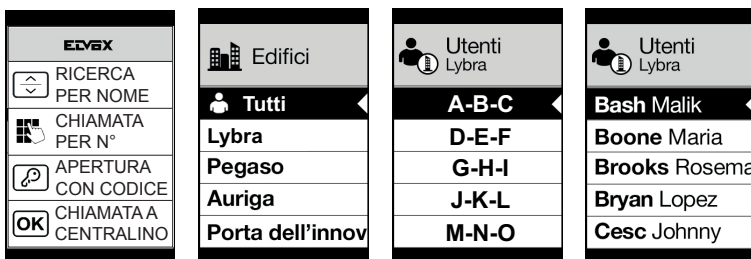 ELVOX
RICERCA
PER NOME
CHIAMATA
PER N°
APERTURA
CON CODICE
OK
CHIAMATA A
CENTRALINO
Edifici
Tutti
Lybra
Pegaso
Auriga
Porta dell'innov
Utenti
Lybra
A-B-C
D-E-F
G-H-I
J-K-L
M-N-O
Utenti
Lybra
Bash Malik
Boone Maria
Brooks Rosema
Bryan Lopez
Cesc Johnny